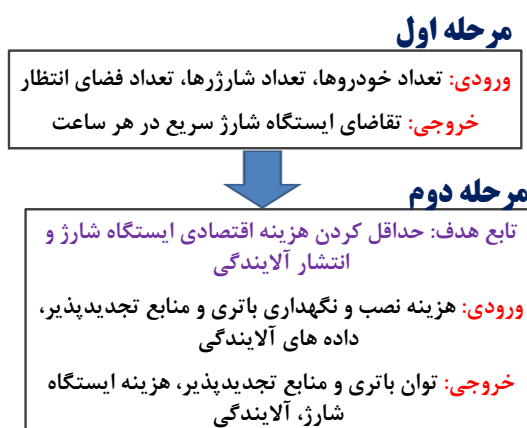 مرحله اول
ورودی: تعداد خودروها، تعداد شارژرها، تعداد فضای انتظار
خروجی: تقاضای ایستگاه شارژ سریع در هر ساعت
مرحله دوم
تابع هدف: حداقل کردن هزینه اقتصادی ایستگاه شارژ و
انتشار آلایندگی
ورودی: هزینه نصب و نگهداری باتری و منابع تجدیدپذیر،
داده های آلایندگی
خروجی: توان باتری و منابع تجدیدپذیر، هزینه ایستگاه
شارژ، آلایندگی